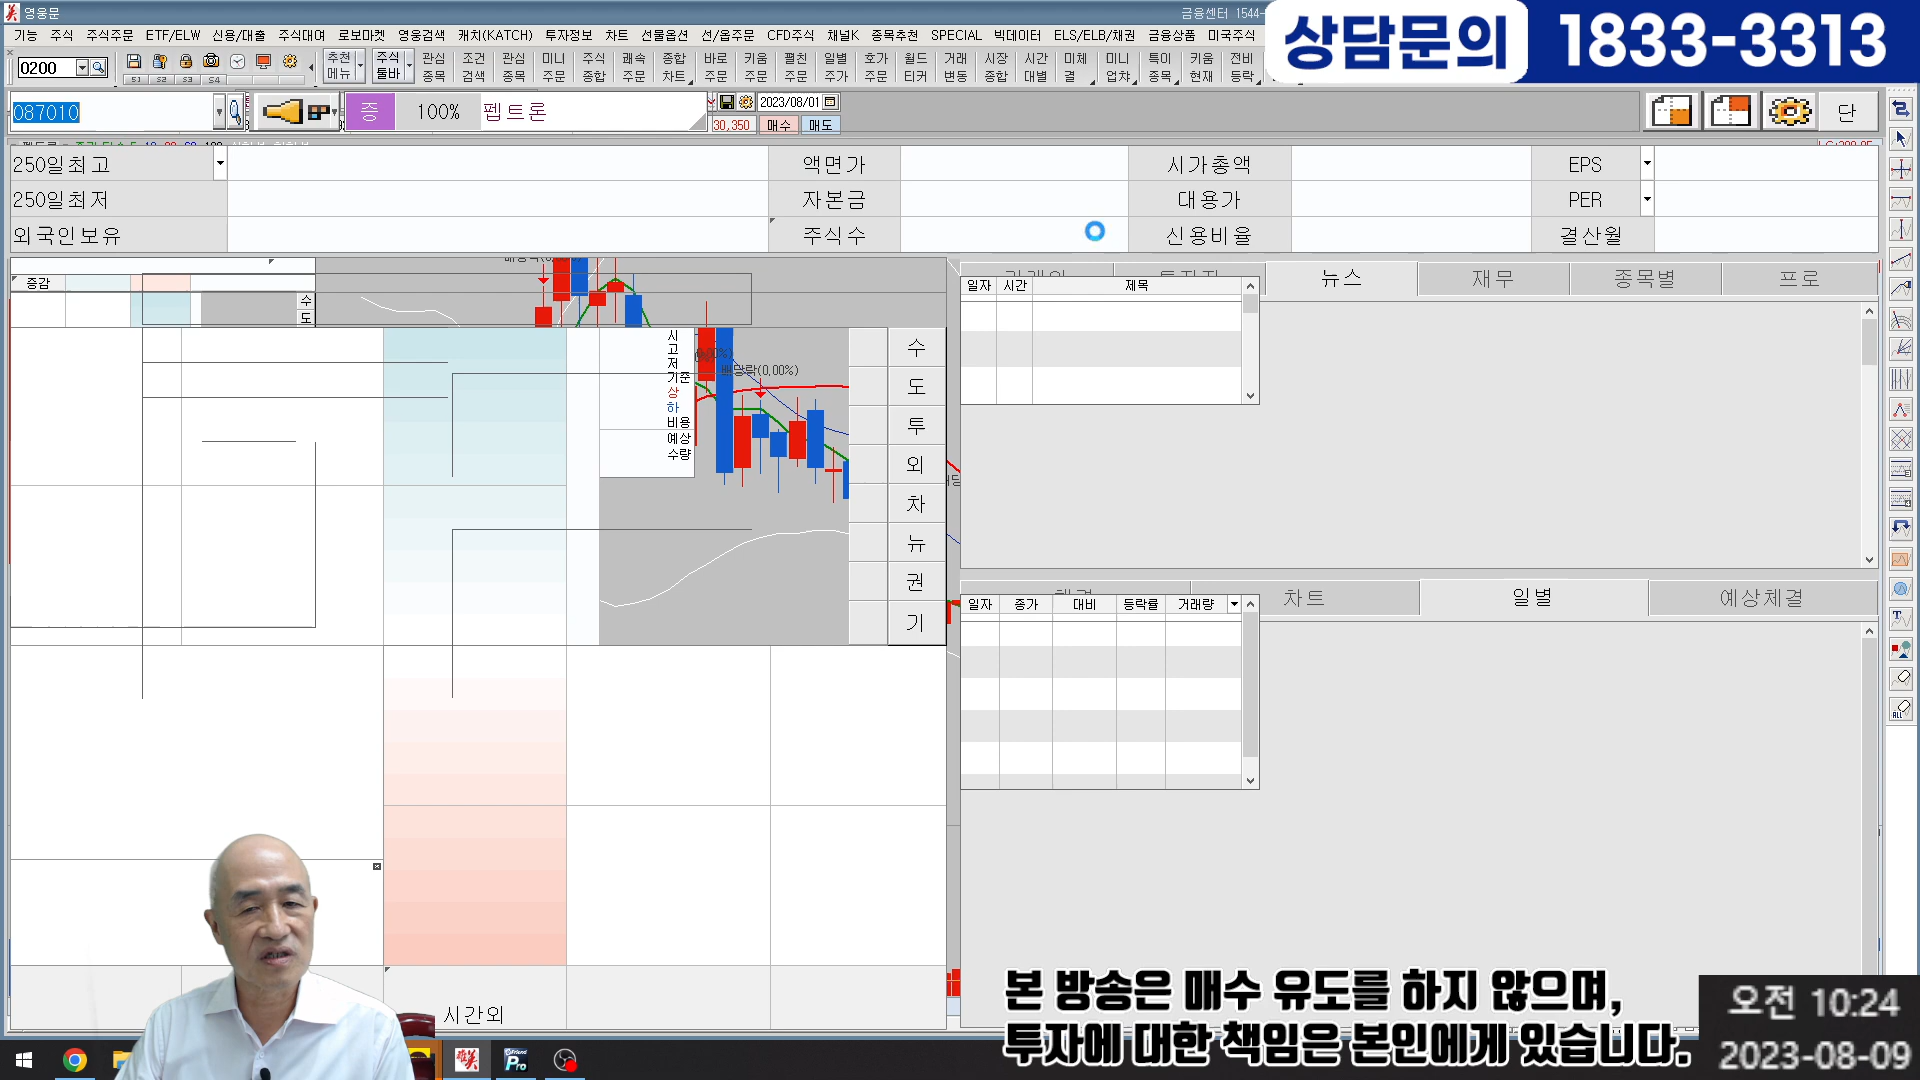 영웅문
금융센터 1544-
상담문의 1833-3313
기능 주식 주식주문 ETF/ELW 신용/대출 주식대여 로보마켓 영웅검색 캐치(KATCH) 투자정보 차트 선물옵션 선/옵주문 CFD주식 채널K 종목추천 SPECIAL 빅데이터 ELS/ELB/채권 금융상품 미국주식
0200
S1 S2 S3 S4
추천 주식 관심 조건 관심 미니 주식 쾌속 종합 바로 키움 펼친 일별 호가 월드 거래 시장 시간 미체 미니 특이 키움 전비
메뉴 툴바 종목 검색 종목 주문 종합 주문 차트 주문 주문 주문 주가 주문 티커 변동 종합 대별 결 업차 종목 현재 등락
087010 증 100% 펩트론
2023/08/01
30,350 매수 매도
단
250일최고 액면가 시가총액 EPS
250일최저 자본금 대용가 PER
외국인보유 주식수 신용비율 결산월
증감
수
도
뉴스 재무 종목별 프로
일자 시간 제목
시
고
저
기준
상
하
비용
예상
수량
배당락(0,00%)
수
도
투
외
차
뉴
권
기
차트 일별 예상체결
일자 종가 대비 등락률 거래량
시간외
본 방송은 매수 유도를 하지 않으며,
투자에 대한 책임은 본인에게 있습니다.
오전 10:24
2023-08-09